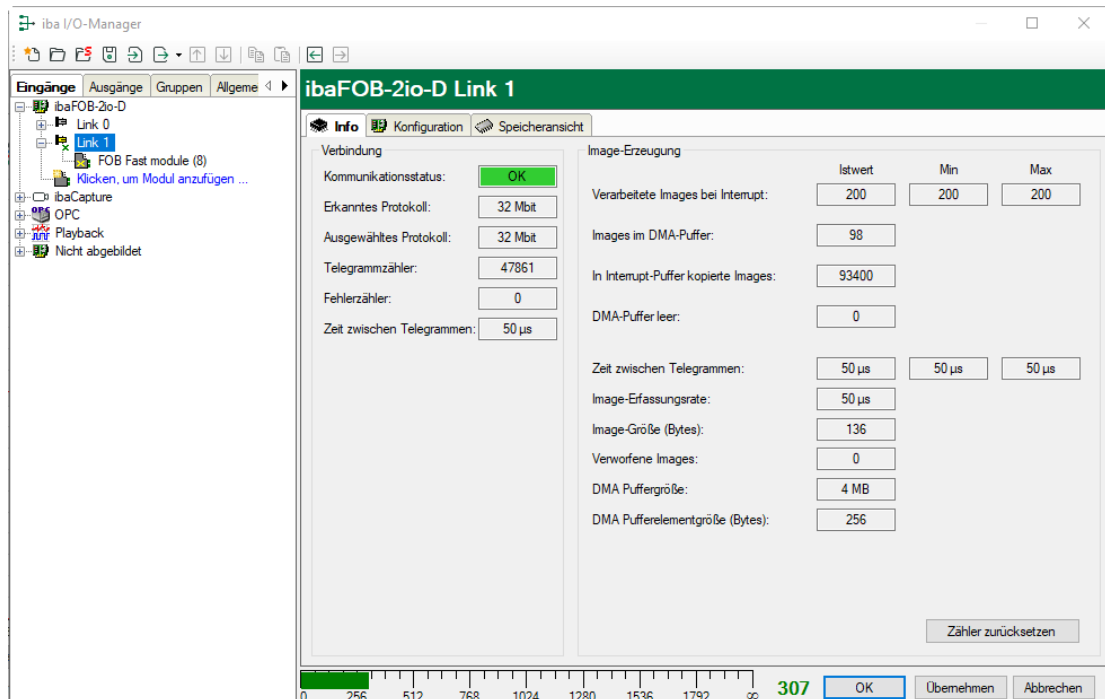 iba I/O-Manager
Eingänge Ausgänge Gruppen Allgeme
ibaFOB-2io-D
Link 0
Link 1
FOB Fast module (8)
Klicken, um Modul anzufügen ...
ibaCapture
OPC
Playback
Nicht abgebildet
ibaFOB-2io-D Link 1
Info Konfiguration Speicheransicht
Verbindung
Kommunikationsstatus: OK
Erkanntes Protokoll: 32 Mbit
Ausgewähltes Protokoll: 32 Mbit
Telegrammzähler: 47861
Fehlerzähler: 0
Zeit zwischen Telegrammen: 50 µs
Image-Erzeugung
Istwert Min Max
Verarbeitete Images bei Interrupt: 200 200 200
Images im DMA-Puffer: 98
In Interrupt-Puffer kopierte Images: 93400
DMA-Puffer leer: 0
Zeit zwischen Telegrammen: 50 µs 50 µs 50 µs
Image-Erfassungsrate: 50 µs
Image-Größe (Bytes): 136
Verworfene Images: 0
DMA Puffergröße: 4 MB
DMA Pufferelementgröße (Bytes): 256
Zähler zurücksetzen
0 256 512 768 1024 1280 1536 1792 ∞ 307 OK Übernehmen Abbrechen